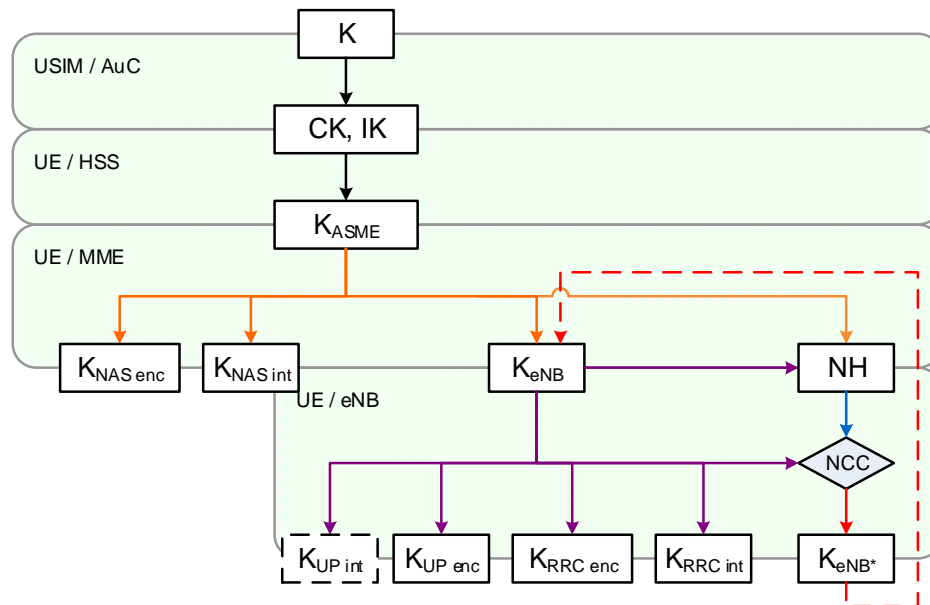 K
USIM / AuC
CK, IK
UE / HSS
KASME
UE / MME
KNAS enc
KNAS int
KeNB
NH
UE / eNB
NCC
KUP int
KUP enc
KRRC enc
KRRC int
KeNB*